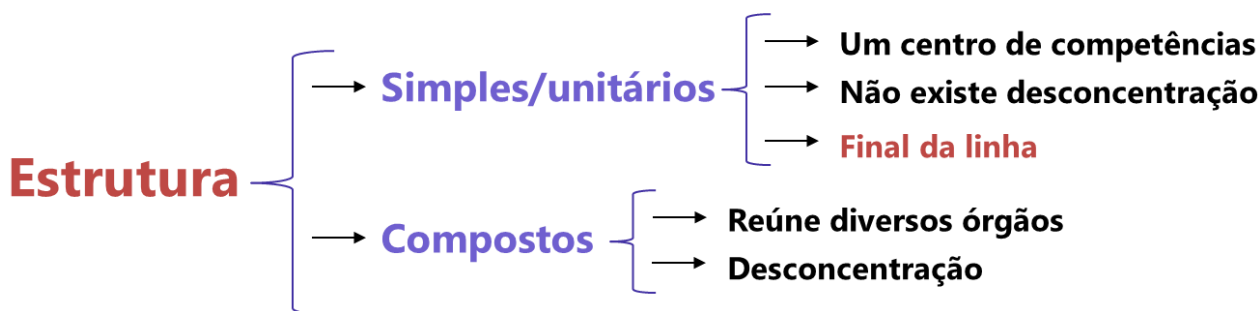 Estrutura
Simples/unitários
Um centro de competências
Não existe desconcentração
Final da linha
Compostos
Reúne diversos órgãos
Desconcentração